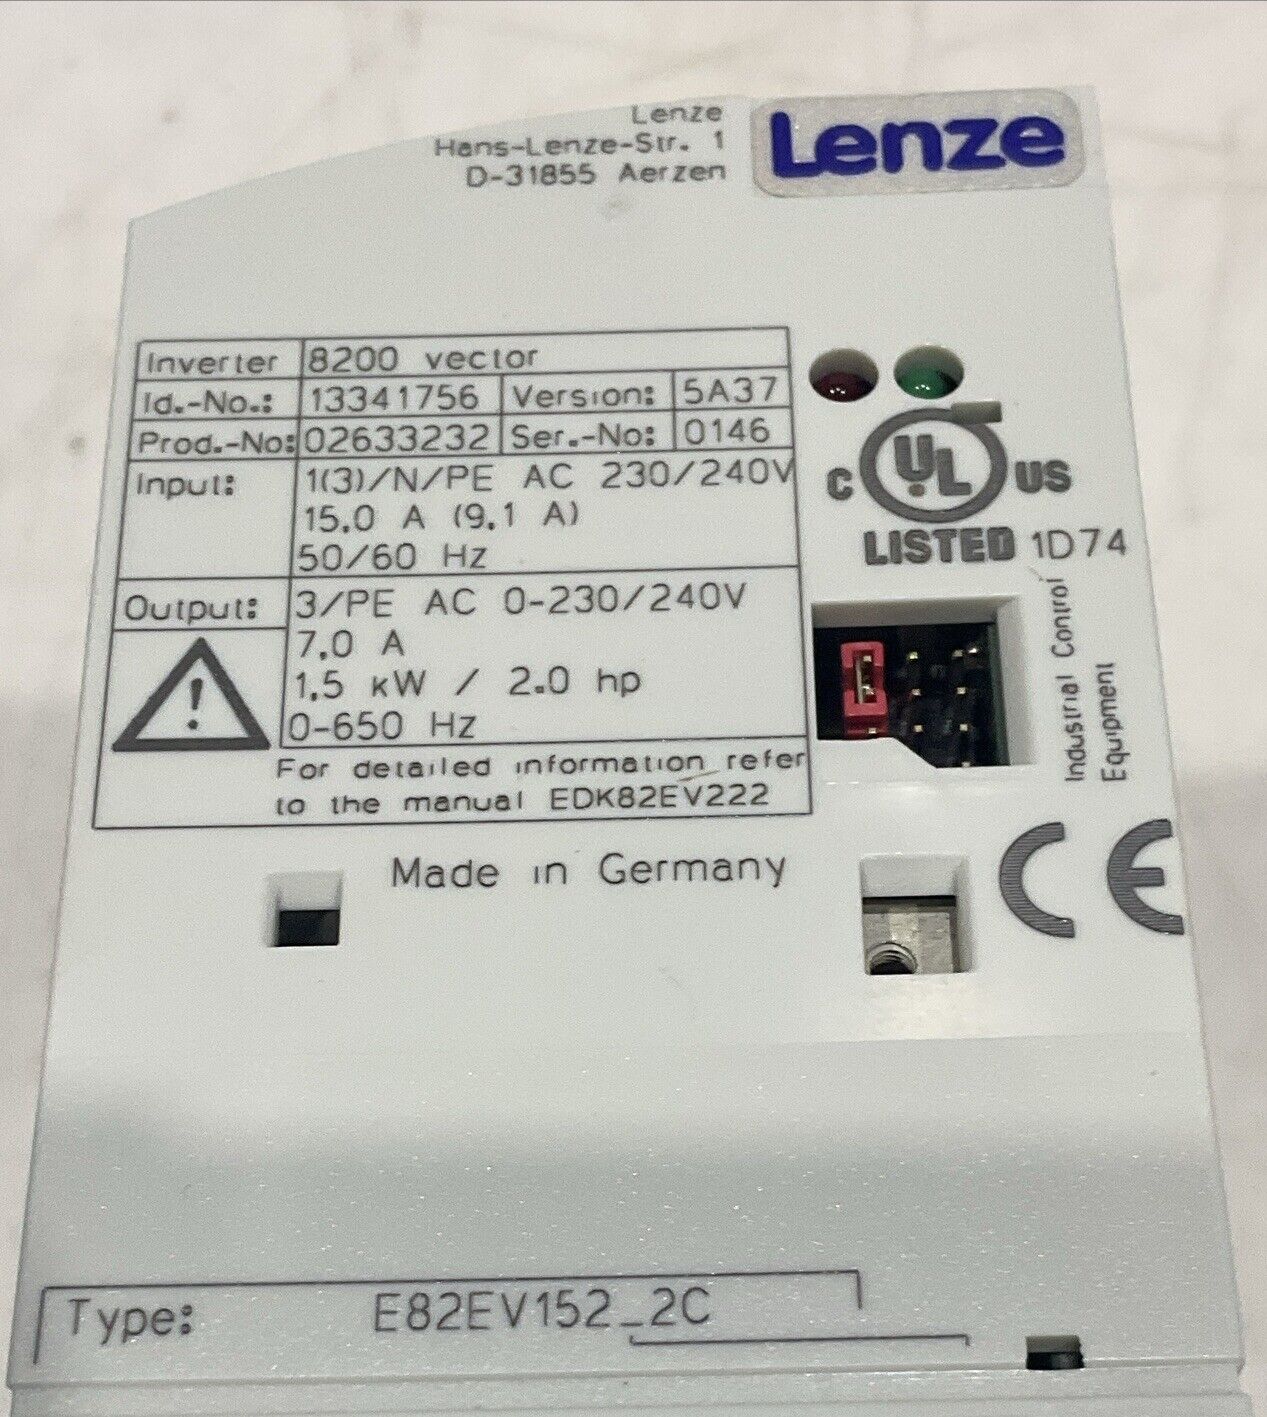 Lenze
Hans-Lenze-Str. 1
D-31855 Aerzen
Lenze
Inverter 8200 vector
Id.-No.: 13341756 Version: 5A37
Prod.-No: 02633232 Ser.-No: 0146
Input: 1(3)/N/PE AC 230/240V
15.0 A (9.1 A)
50/60 Hz
Output: 3/PE AC 0-230/240V
7.0 A
1.5 kW / 2.0 hp
0-650 Hz
!
For detailed information refer
to the manual EDK82EV222
C UL US
LISTED 1D74
Industrial Control
Equipment
Made in Germany
CE
Type: E82EV152_2C